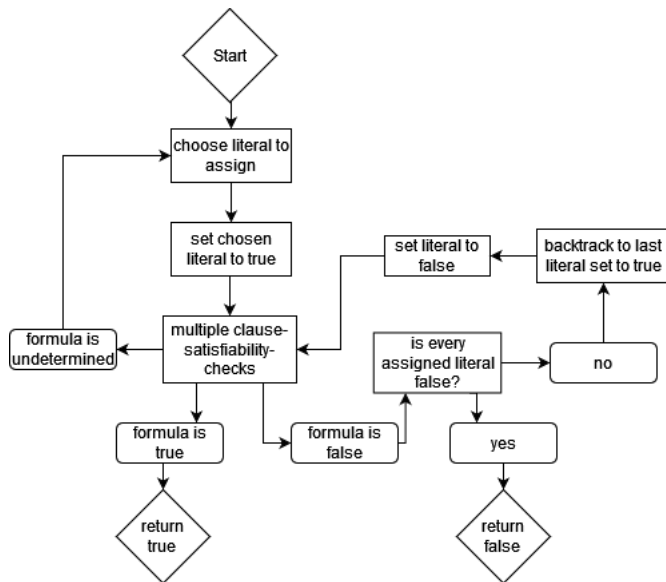 Start
choose literal to
assign
set chosen
literal to true
set literal to
false
backtrack to last
literal set to true
formula is
undetermined
multiple clause-
satisfiability-
checks
is every
assigned literal
false?
no
formula is
true
formula is
false
yes
return
true
return
false